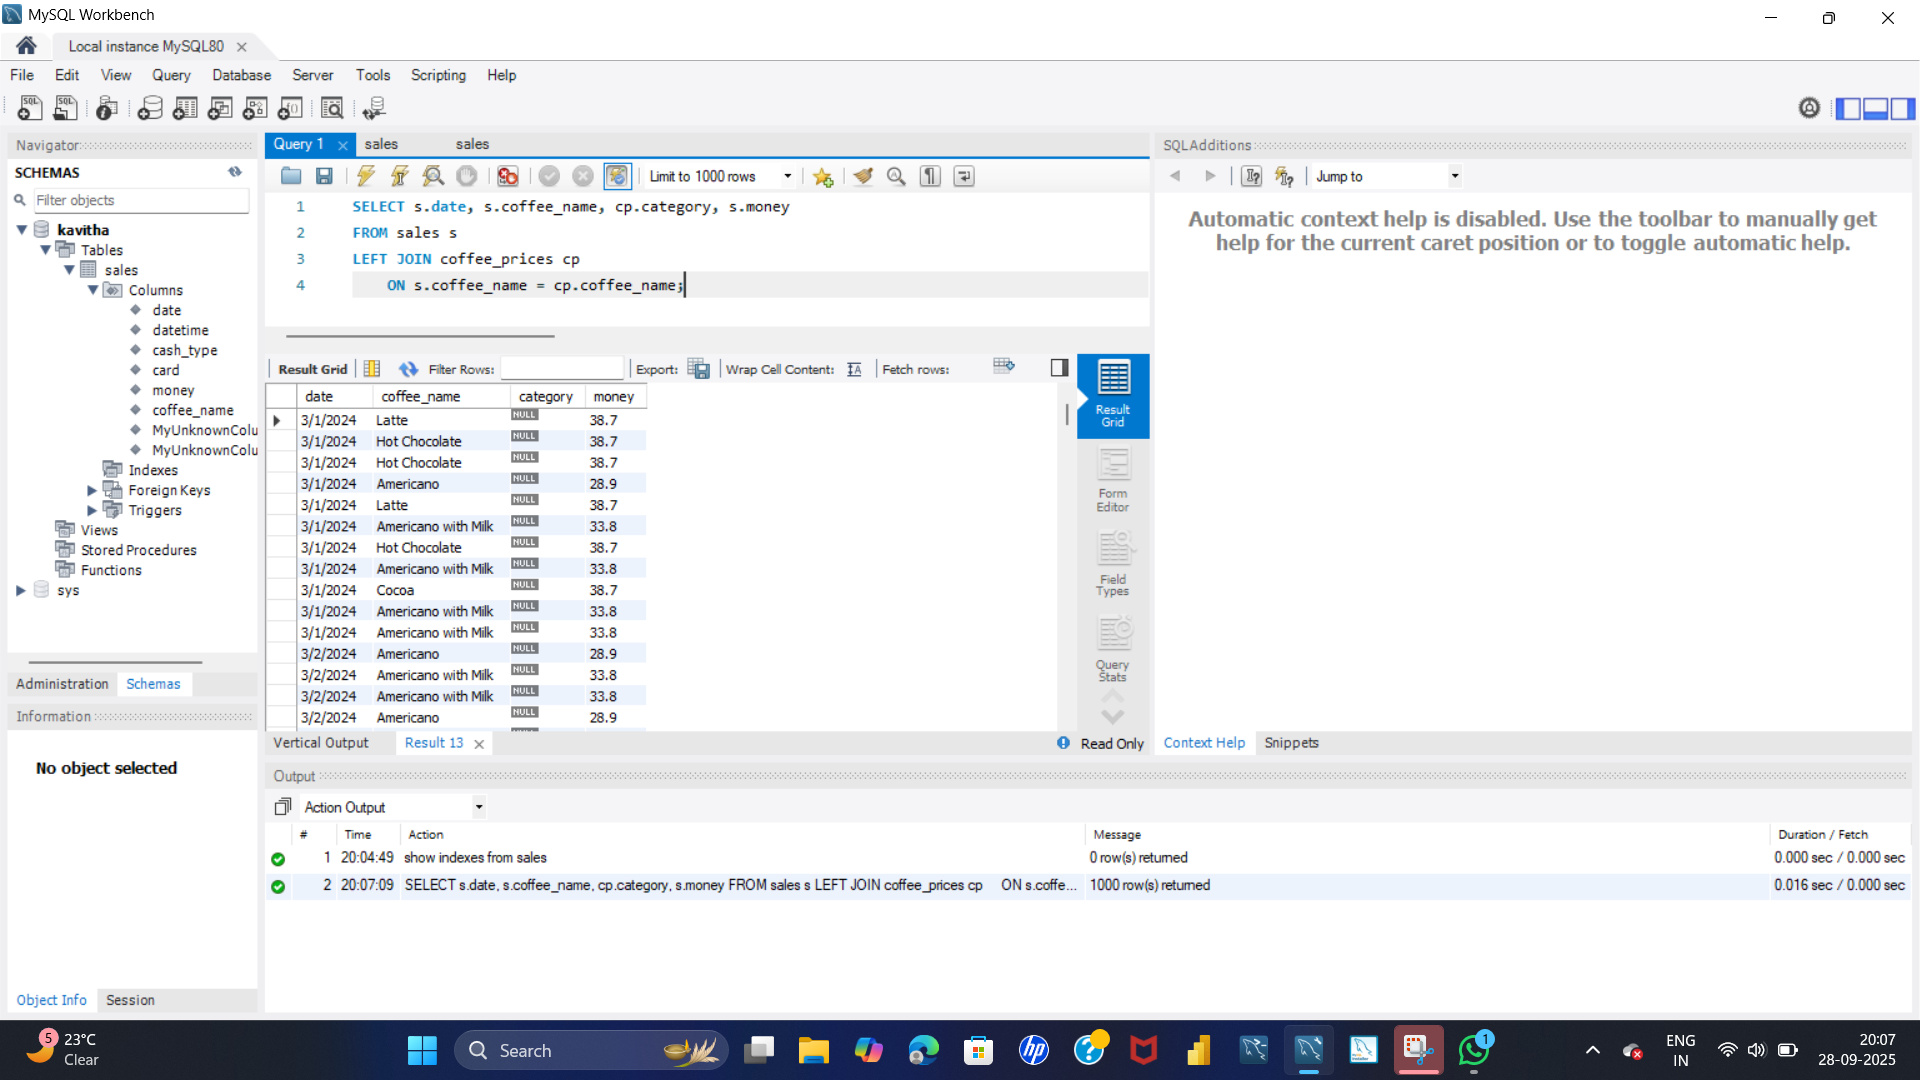 MySQL Workbench
Local instance MySQL80
File Edit View Query Database Server Tools Scripting Help
Navigator
SCHEMAS
Filter objects
kavitha
Tables
sales
Columns
date
datetime
cash_type
card
money
coffee_name
MyUnknownColu
MyUnknownColu
Indexes
Foreign Keys
Triggers
Views
Stored Procedures
Functions
sys
Administration Schemas
Information
No object selected
Object Info Session
Query 1 sales sales
Limit to 1000 rows
1 SELECT s.date, s.coffee_name, cp.category, s.money
2 FROM sales s
3 LEFT JOIN coffee_prices cp
4 ON s.coffee_name = cp.coffee_name;
Result Grid Filter Rows: Export: Wrap Cell Content: Fetch rows:
date coffee_name category money
3/1/2024 Latte NULL 38.7
3/1/2024 Hot Chocolate NULL 38.7
3/1/2024 Hot Chocolate NULL 38.7
3/1/2024 Americano NULL 28.9
3/1/2024 Latte NULL 38.7
3/1/2024 Americano with Milk NULL 33.8
3/1/2024 Hot Chocolate NULL 38.7
3/1/2024 Americano with Milk NULL 33.8
3/1/2024 Cocoa NULL 38.7
3/1/2024 Americano with Milk NULL 33.8
3/1/2024 Americano with Milk NULL 33.8
3/2/2024 Americano NULL 28.9
3/2/2024 Americano with Milk NULL 33.8
3/2/2024 Americano with Milk NULL 33.8
3/2/2024 Americano NULL 28.9
Result Grid
Form Editor
Field Types
Query Stats
Vertical Output Result 13 Read Only
SQLAdditions
Jump to
Automatic context help is disabled. Use the toolbar to manually get
help for the current caret position or to toggle automatic help.
Context Help Snippets
Output
Action Output
# Time Action Message Duration / Fetch
1 20:04:49 show indexes from sales 0 row(s) returned 0.000 sec / 0.000 sec
2 20:07:09 SELECT s.date, s.coffee_name, cp.category, s.money FROM sales s LEFT JOIN coffee_prices cp ON s.coffe... 1000 row(s) returned 0.016 sec / 0.000 sec
5 23°C
Clear
Search
hp
1
ENG
IN
20:07
28-09-2025